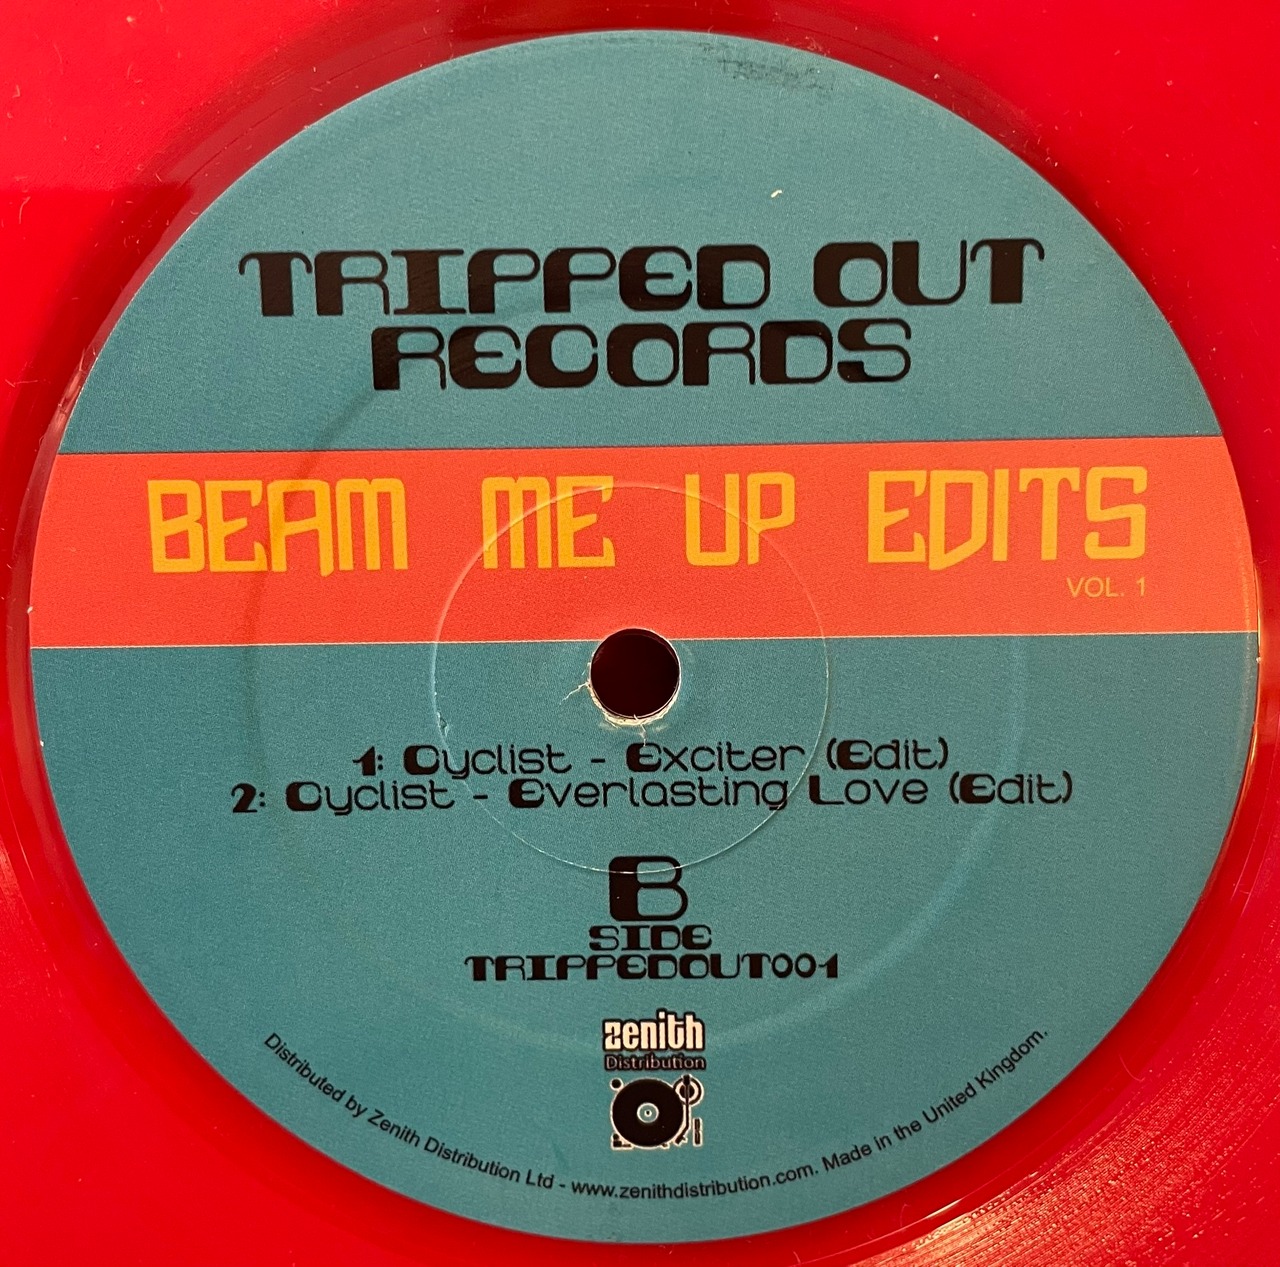 TRIPPED OUT
RECORDS
BEAM ME UP EDITS
VOL. 1
1: Cyclist - Exciter (Edit)
2: Cyclist - Everlasting Love (Edit)
B
SIDE
TRIPPEDOUT001
zenith
Distribution
Distributed by Zenith Distribution Ltd - www.zenithdistribution.com. Made in the United Kingdom.